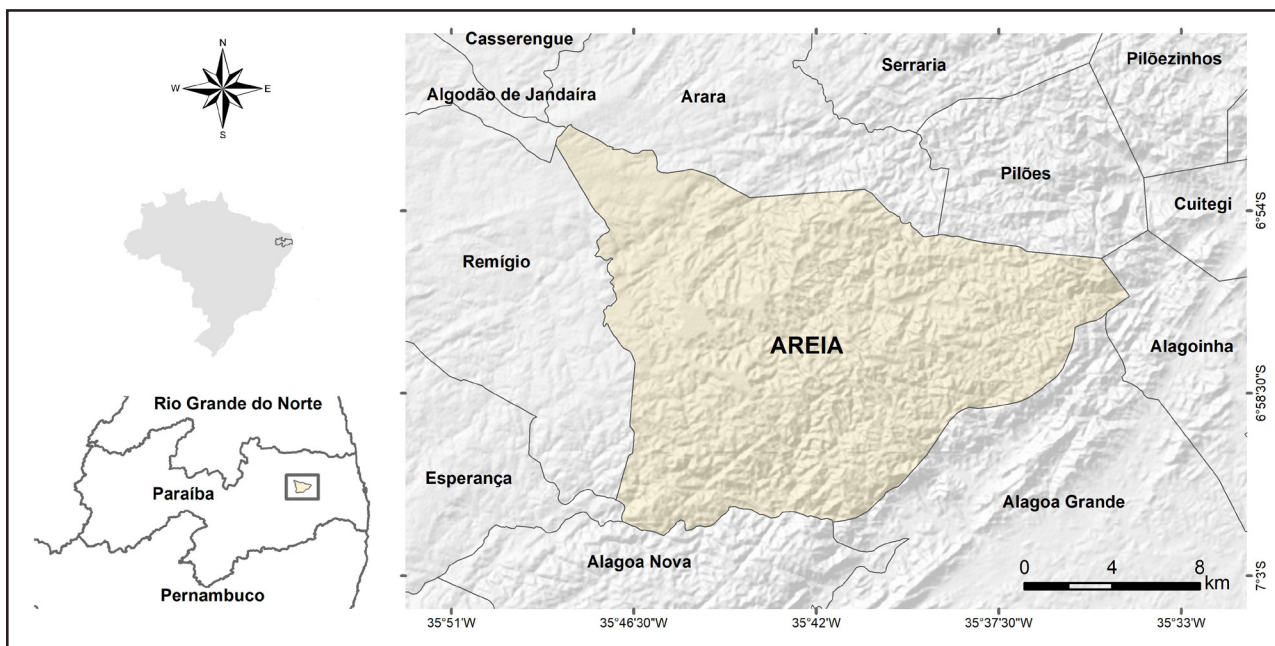 N
W
E
S
Rio Grande do Norte
Paraíba
Pernambuco
Casserengue
Algodão de Jandaíra
Arara
Serraria
Pilõezinhos
Pilões
Cuitegi
Remígio
AREIA
Alagoinha
Esperança
Alagoa Grande
Alagoa Nova
0 4 8
km
6°54'S
6°58'30"S
7°3'S
35°51'W 35°46'30"W 35°42'W 35°37'30"W 35°33'W